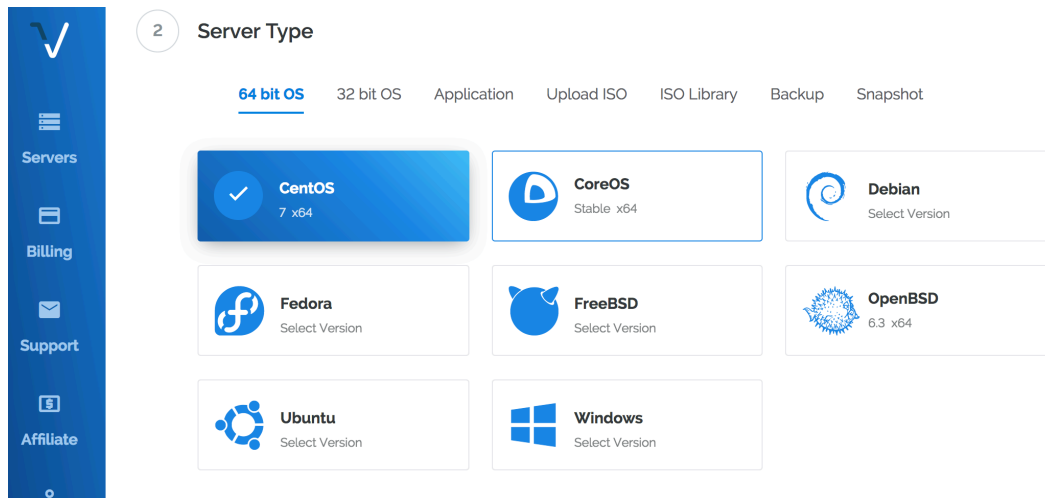 2 Server Type
64 bit OS 32 bit OS Application Upload ISO ISO Library Backup Snapshot
Servers
Billing
Support
Affiliate
CentOS
7 x64
CoreOS
Stable x64
Debian
Select Version
Fedora
Select Version
FreeBSD
Select Version
OpenBSD
6.3 x64
Ubuntu
Select Version
Windows
Select Version